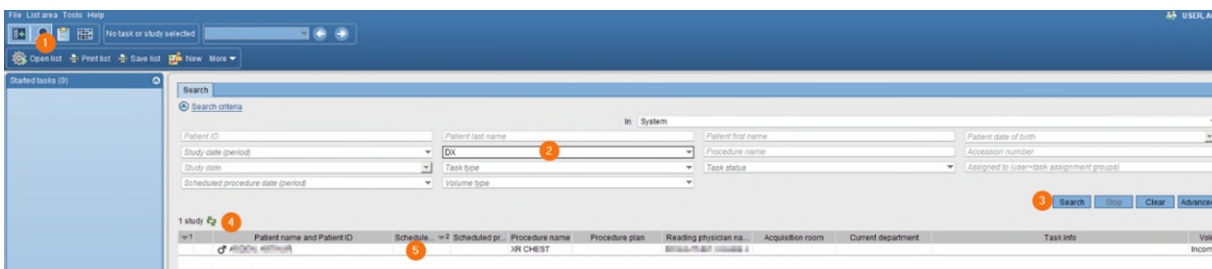 File List area Tools Help
USER, A
1
No task or study selected
Open list Print list Save list New More
Started tasks (0)
Search
Search criteria
In System
Patient ID Patient last name Patient first name Patient date of birth
Study date (period) DX 2 Procedure name Accession number
Study date Task type Task status Assigned to (user+task assignment groups)
Scheduled procedure date (period) Volume type
3 Search Stop Clear Advance
1 study 4
1 Patient name and Patient ID Schedule... 2 Scheduled pr... Procedure name Procedure plan Reading physician na... Acquisition room Current department Task info Vol
5 XR CHEST Incom